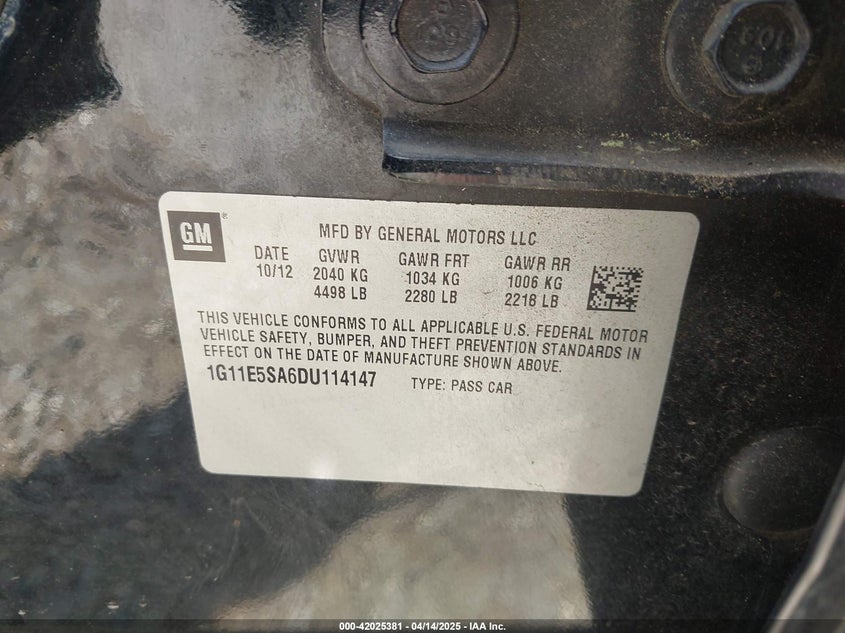 GM ®
MFD BY GENERAL MOTORS LLC
DATE GVWR GAWR FRT GAWR RR
10/12 2040 KG 1034 KG 1006 KG
4498 LB 2280 LB 2218 LB
THIS VEHICLE CONFORMS TO ALL APPLICABLE U.S. FEDERAL MOTOR
VEHICLE SAFETY, BUMPER, AND THEFT PREVENTION STANDARDS IN
EFFECT ON THE DATE OF MANUFACTURE SHOWN ABOVE.
1G11E5SA6DU114147 TYPE: PASS CAR
000-42025381 - 04/14/2025 - IAA Inc.